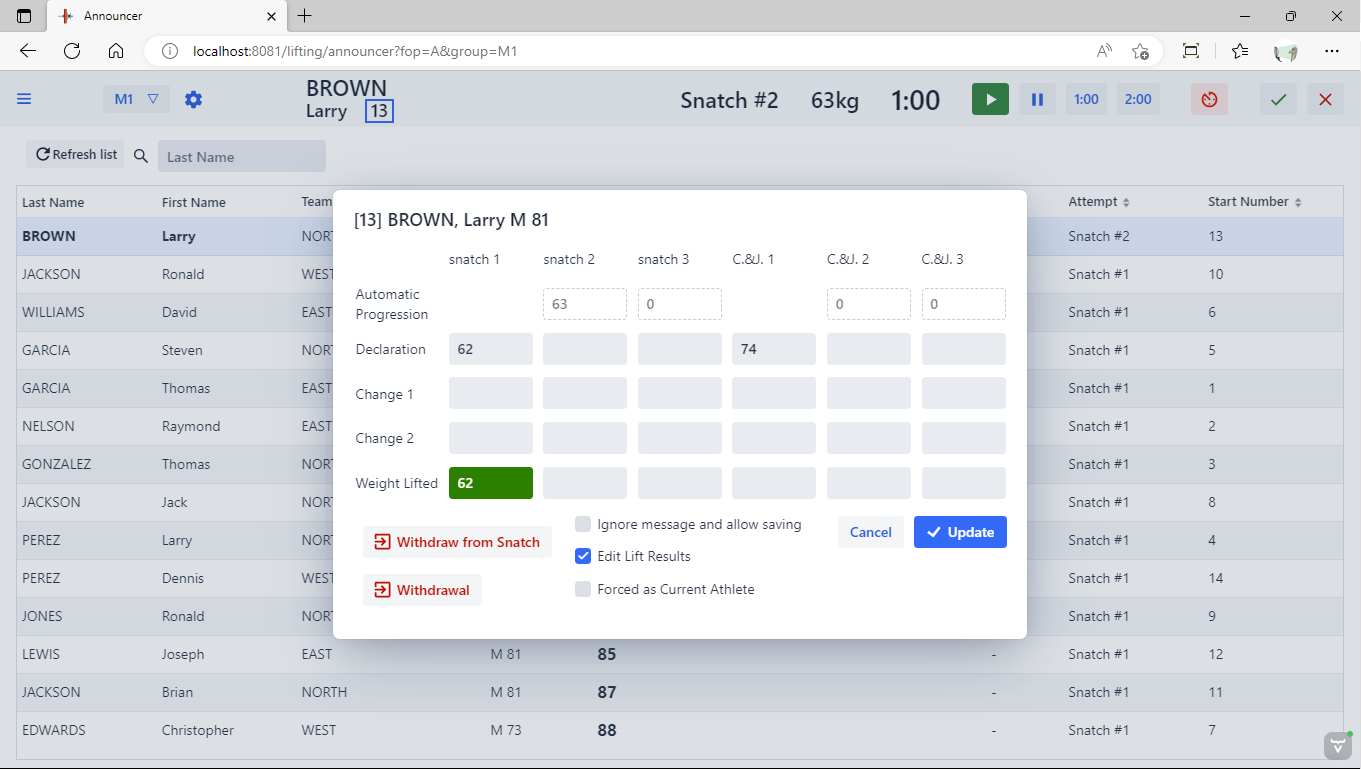 Announcer
localhost:8081/lifting/announcer?fop=A&group=M1
M1
BROWN
Larry 13
Snatch #2 63kg 1:00 1:00 2:00
Refresh list
Last Name
Last Name First Name Team Attempt Start Number
BROWN Larry NOR Snatch #2 13
JACKSON Ronald WEST Snatch #1 10
WILLIAMS David EAST Snatch #1 6
GARCIA Steven NOR Snatch #1 5
GARCIA Thomas EAST Snatch #1 1
NELSON Raymond EAST Snatch #1 2
GONZALEZ Thomas NOR Snatch #1 3
JACKSON Jack NOR Snatch #1 8
PEREZ Larry NOR Snatch #1 4
PEREZ Dennis WEST Snatch #1 14
JONES Ronald NOR Snatch #1 9
LEWIS Joseph EAST M 81 85 - Snatch #1 12
JACKSON Brian NORTH M 81 87 - Snatch #1 11
EDWARDS Christopher WEST M 73 88 - Snatch #1 7
[13] BROWN, Larry M 81
snatch 1 snatch 2 snatch 3 C.&J. 1 C.&J. 2 C.&J. 3
Automatic
Progression 63 0 0 0
Declaration 62 74
Change 1
Change 2
Weight Lifted 62
Withdraw from Snatch
Withdrawal
Ignore message and allow saving
Edit Lift Results
Forced as Current Athlete
Cancel
Update